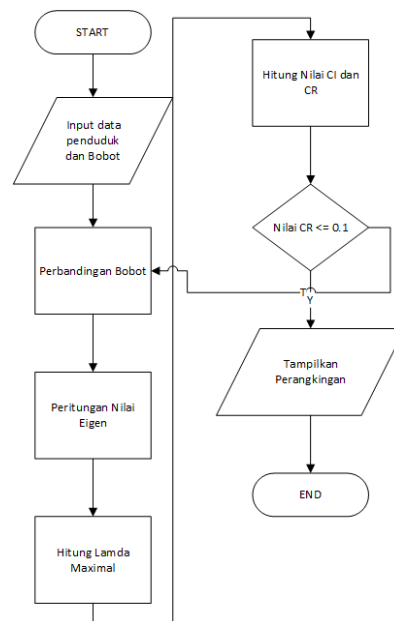 START
Input data
penduduk
dan Bobot
Perbandingan Bobot
Peritungan Nilai
Eigen
Hitung Lamda
Maximal
Hitung Nilai CI dan
CR
Nilai CR <= 0.1
T
Y
Tampilkan
Perangkingan
END